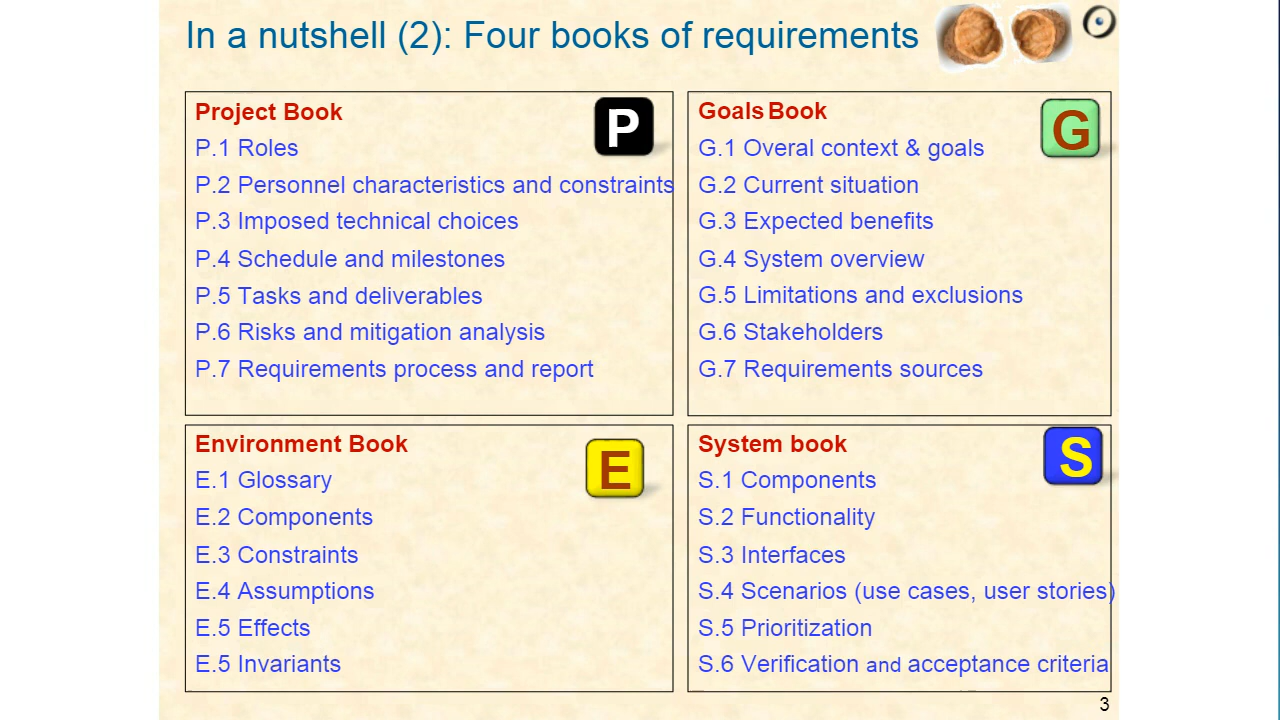 In a nutshell (2): Four books of requirements
Project Book
P
P.1 Roles
P.2 Personnel characteristics and constraints
P.3 Imposed technical choices
P.4 Schedule and milestones
P.5 Tasks and deliverables
P.6 Risks and mitigation analysis
P.7 Requirements process and report
Goals Book
G
G.1 Overal context & goals
G.2 Current situation
G.3 Expected benefits
G.4 System overview
G.5 Limitations and exclusions
G.6 Stakeholders
G.7 Requirements sources
Environment Book
E
E.1 Glossary
E.2 Components
E.3 Constraints
E.4 Assumptions
E.5 Effects
E.5 Invariants
System book
S
S.1 Components
S.2 Functionality
S.3 Interfaces
S.4 Scenarios (use cases, user stories)
S.5 Prioritization
S.6 Verification and acceptance criteria
3